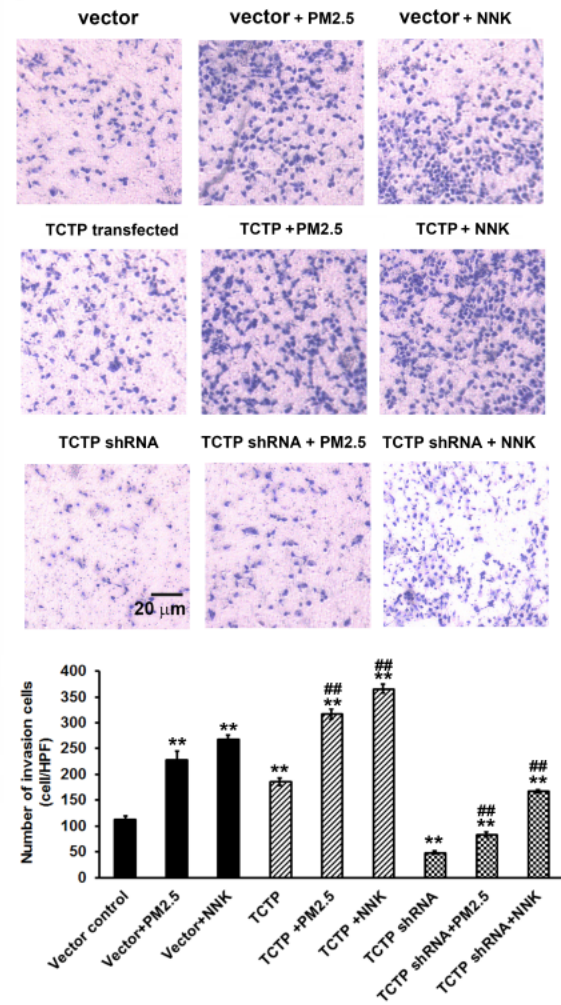 vector
vector + PM2.5
vector + NNK
TCTP transfected
TCTP +PM2.5
TCTP + NNK
TCTP shRNA
TCTP shRNA + PM2.5
TCTP shRNA + NNK
20 μm
Number of invasion cells
(cell/HPF)
400
350
300
250
200
150
100
50
0
**
**
**
##
**
##
**
**
##
**
##
**
Vector control
Vector+PM2.5
Vector+NNK
TCTP
TCTP +PM2.5
TCTP +NNK
TCTP shRNA
TCTP shRNA+PM2.5
TCTP shRNA+NNK